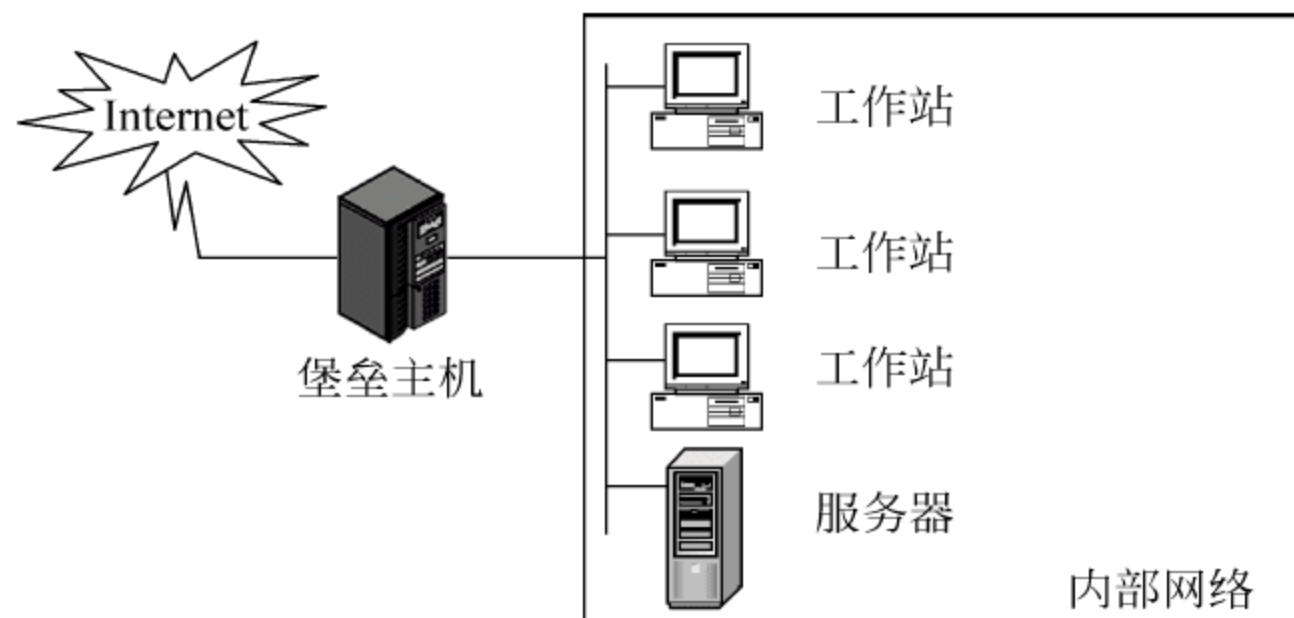 Internet
工作站
工作站
堡垒主机
工作站
服务器
内部网络